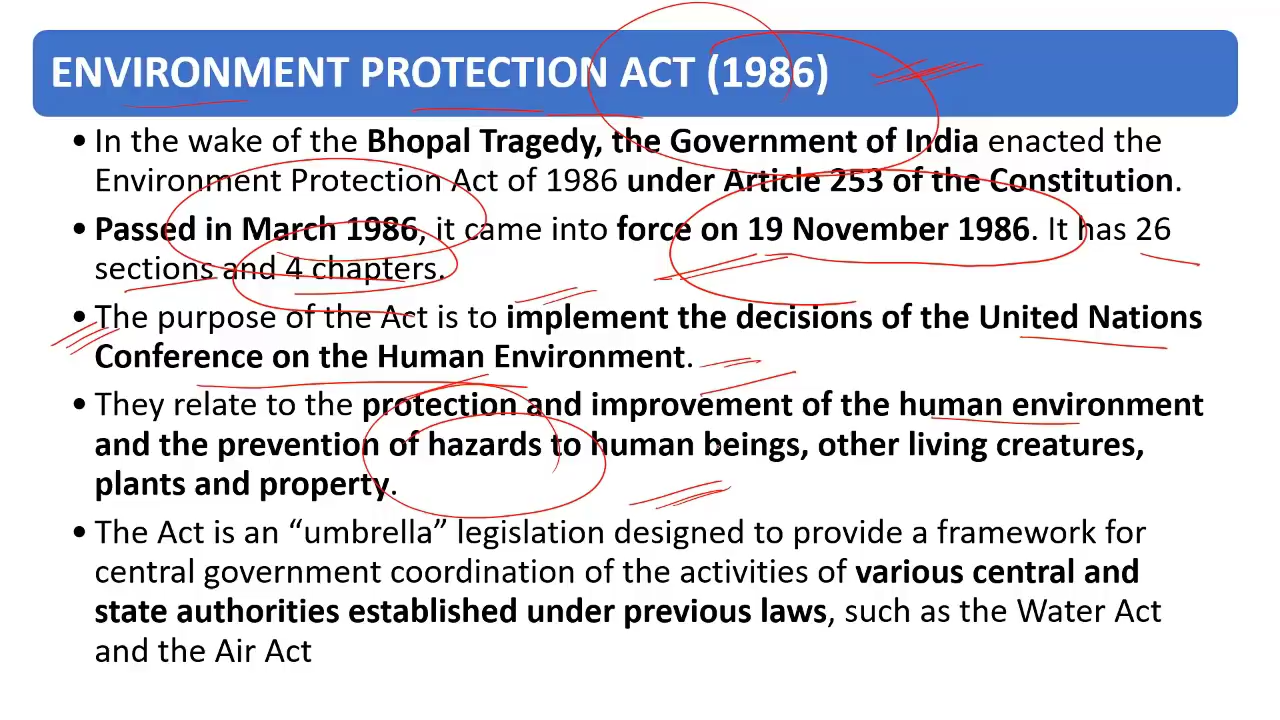 ENVIRONMENT PROTECTION ACT (1986)
• In the wake of the Bhopal Tragedy, the Government of India enacted the
Environment Protection Act of 1986 under Article 253 of the Constitution.
• Passed in March 1986, it came into force on 19 November 1986. It has 26
sections and 4 chapters.
• The purpose of the Act is to implement the decisions of the United Nations
Conference on the Human Environment.
• They relate to the protection and improvement of the human environment
and the prevention of hazards to human beings, other living creatures,
plants and property.
• The Act is an “umbrella” legislation designed to provide a framework for
central government coordination of the activities of various central and
state authorities established under previous laws, such as the Water Act
and the Air Act